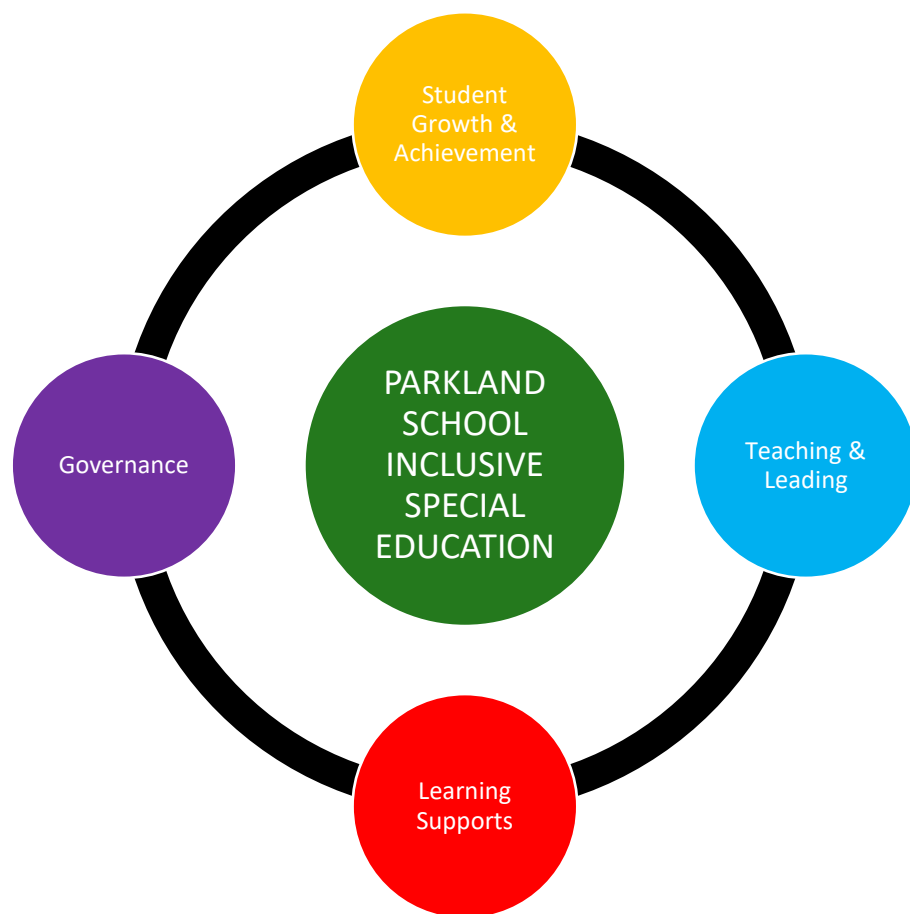 Student
Growth &
Achievement
PARKLAND
SCHOOL
INCLUSIVE
SPECIAL
EDUCATION
Governance
Teaching &
Leading
Learning
Supports